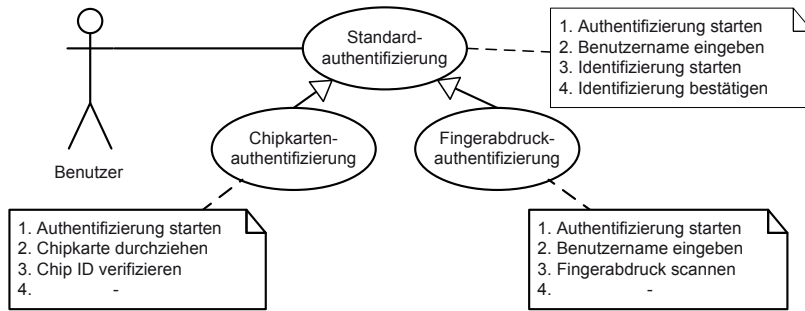 Standard-
authentifizierung
1. Authentifizierung starten
2. Benutzername eingeben
3. Identifizierung starten
4. Identifizierung bestätigen
Chipkarten-
authentifizierung
Fingerabdruck-
authentifizierung
Benutzer
1. Authentifizierung starten
2. Chipkarte durchziehen
3. Chip ID verifizieren
4. -
1. Authentifizierung starten
2. Benutzername eingeben
3. Fingerabdruck scannen
4. -